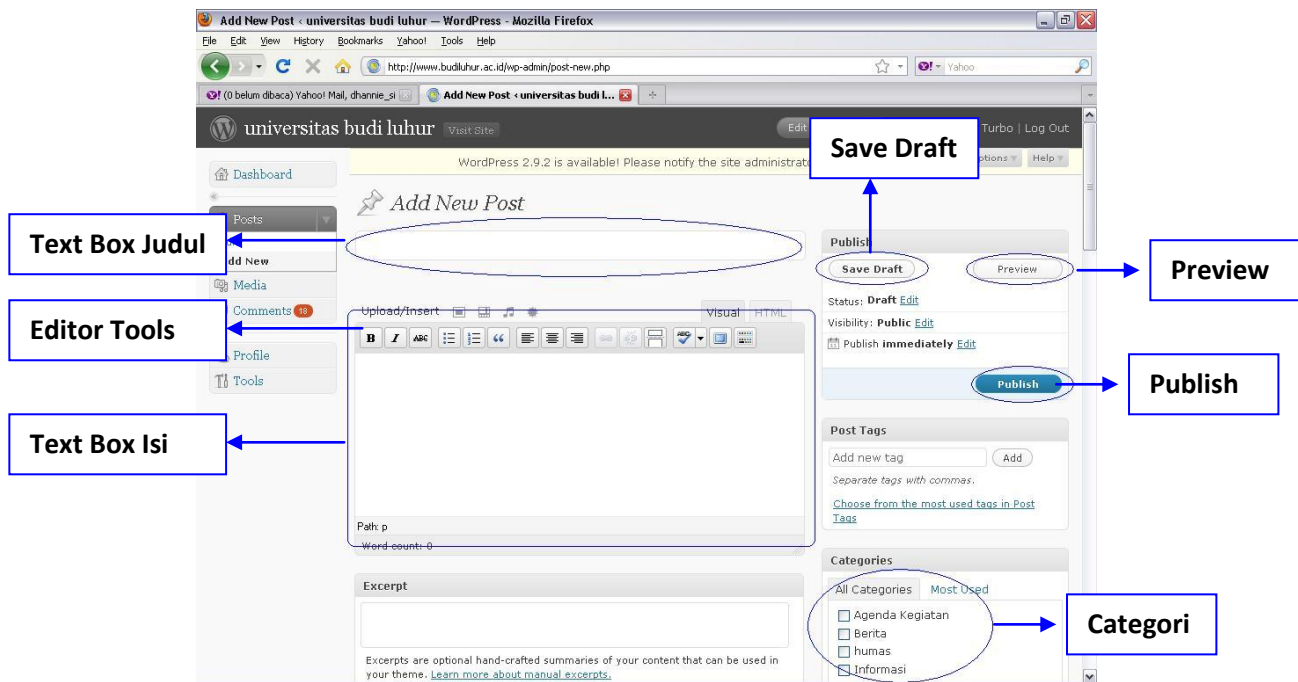 Add New Post ‹ universitas budi luhur — WordPress - Mozilla Firefox
File Edit View History Bookmarks Yahoo! Tools Help
http://www.budiluhur.ac.id/wp-admin/post-new.php
Yahoo
(0 belum dibaca) Yahoo! Mail, dhannie_si
Add New Post ‹ universitas budi l...
universitas budi luhur Visit Site
Edit
Turbo | Log Out
Save Draft
WordPress 2.9.2 is available! Please notify the site
Help
Dashboard
Add New Post
Posts
Text Box Judul
Publish
Save Draft
Preview
Preview
Media
Status: Draft Edit
Comments 18
Upload/Insert
Visual HTML
Editor Tools
Visibility: Public Edit
B I ABC
ABC
Publish immediately Edit
Profile
Tools
Publish
Publish
Text Box Isi
Post Tags
Add new tag
Add
Separate tags with commas.
Choose from the most used tags in Post
Tags
Path: p
Word count: 0
Categories
Excerpt
All Categories Most Used
Agenda Kegiatan
Berita
Categori
humas
Informasi
Excerpts are optional hand-crafted summaries of your content that can be used in
your theme. Learn more about manual excerpts.